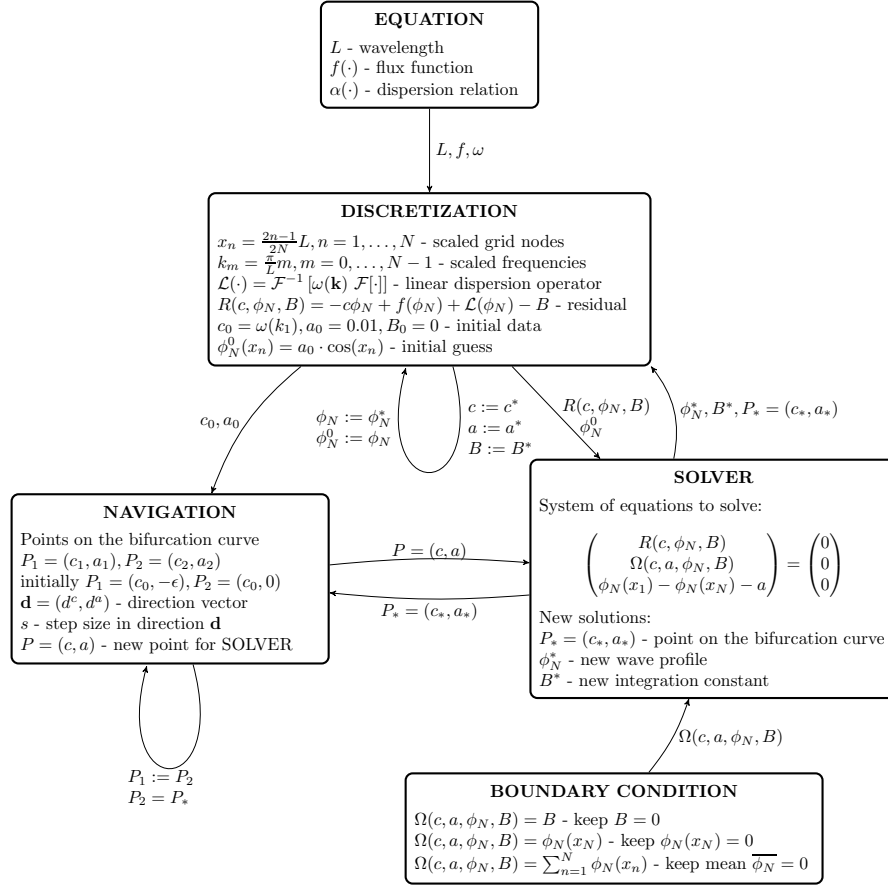 EQUATION
L - wavelength
f(·) - flux function
α(·) - dispersion relation
L, f, ω
DISCRETIZATION
x_n = \frac{2n−1}{2N}L, n = 1, . . . , N - scaled grid nodes
k_m = \frac{π}{L}m, m = 0, . . . , N − 1 - scaled frequencies
ℒ(·) = ℱ^{−1} [ω(𝐤) ℱ[·]] - linear dispersion operator
R(c, ϕ_N, B) = −cϕ_N + f(ϕ_N) + ℒ(ϕ_N) − B - residual
c_0 = ω(k_1), a_0 = 0.01, B_0 = 0 - initial data
ϕ_N^0(x_n) = a_0 · cos(x_n) - initial guess
c_0, a_0
ϕ_N := ϕ_N^*
ϕ_N^0 := ϕ_N
c := c^*
a := a^*
B := B^*
R(c, ϕ_N, B)
ϕ_N^0
ϕ_N^*, B^*, P_* = (c_*, a_*)
NAVIGATION
Points on the bifurcation curve
P_1 = (c_1, a_1), P_2 = (c_2, a_2)
initially P_1 = (c_0, −ϵ), P_2 = (c_0, 0)
𝐝 = (d^c, d^a) - direction vector
s - step size in direction 𝐝
P = (c, a) - new point for SOLVER
P = (c, a)
P_* = (c_*, a_*)
SOLVER
System of equations to solve:
R(c, ϕ_N, B)
Ω(c, a, ϕ_N, B)
ϕ_N(x_1) − ϕ_N(x_N) − a
=
0
0
0
New solutions:
P_* = (c_*, a_*) - point on the bifurcation curve
ϕ_N^* - new wave profile
B^* - new integration constant
P_1 := P_2
P_2 = P_*
Ω(c, a, ϕ_N, B)
BOUNDARY CONDITION
Ω(c, a, ϕ_N, B) = B - keep B = 0
Ω(c, a, ϕ_N, B) = ϕ_N(x_N) - keep ϕ_N(x_N) = 0
Ω(c, a, ϕ_N, B) = \sum_{n=1}^{N} ϕ_N(x_n) - keep mean \overline{ϕ_N} = 0